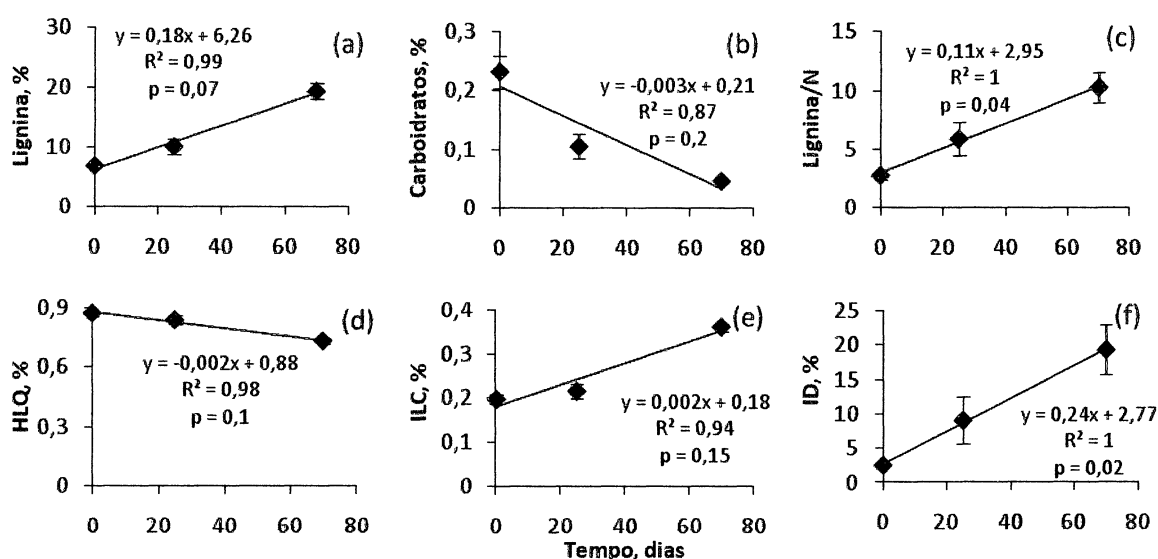 30
20
10
0
Lignina, %
y = 0,18x + 6,26
R² = 0,99
p = 0,07
(a)
0 20 40 60 80
0,3
0,2
0,1
0
Carboidratos, %
(b)
y = -0,003x + 0,21
R² = 0,87
p = 0,2
0 20 40 60 80
15
10
5
0
Lignina/N
y = 0,11x + 2,95
R² = 1
p = 0,04
(c)
0 20 40 60 80
0,9
0,6
0,3
0
HLQ, %
(d)
y = -0,002x + 0,88
R² = 0,98
p = 0,1
0 20 40 60 80
0,4
0,3
0,2
0,1
0
ILC, %
(e)
y = 0,002x + 0,18
R² = 0,94
p = 0,15
0 20 40 60 80
Tempo, dias
25
20
15
10
5
0
ID, %
(f)
y = 0,24x + 2,77
R² = 1
p = 0,02
0 20 40 60 80